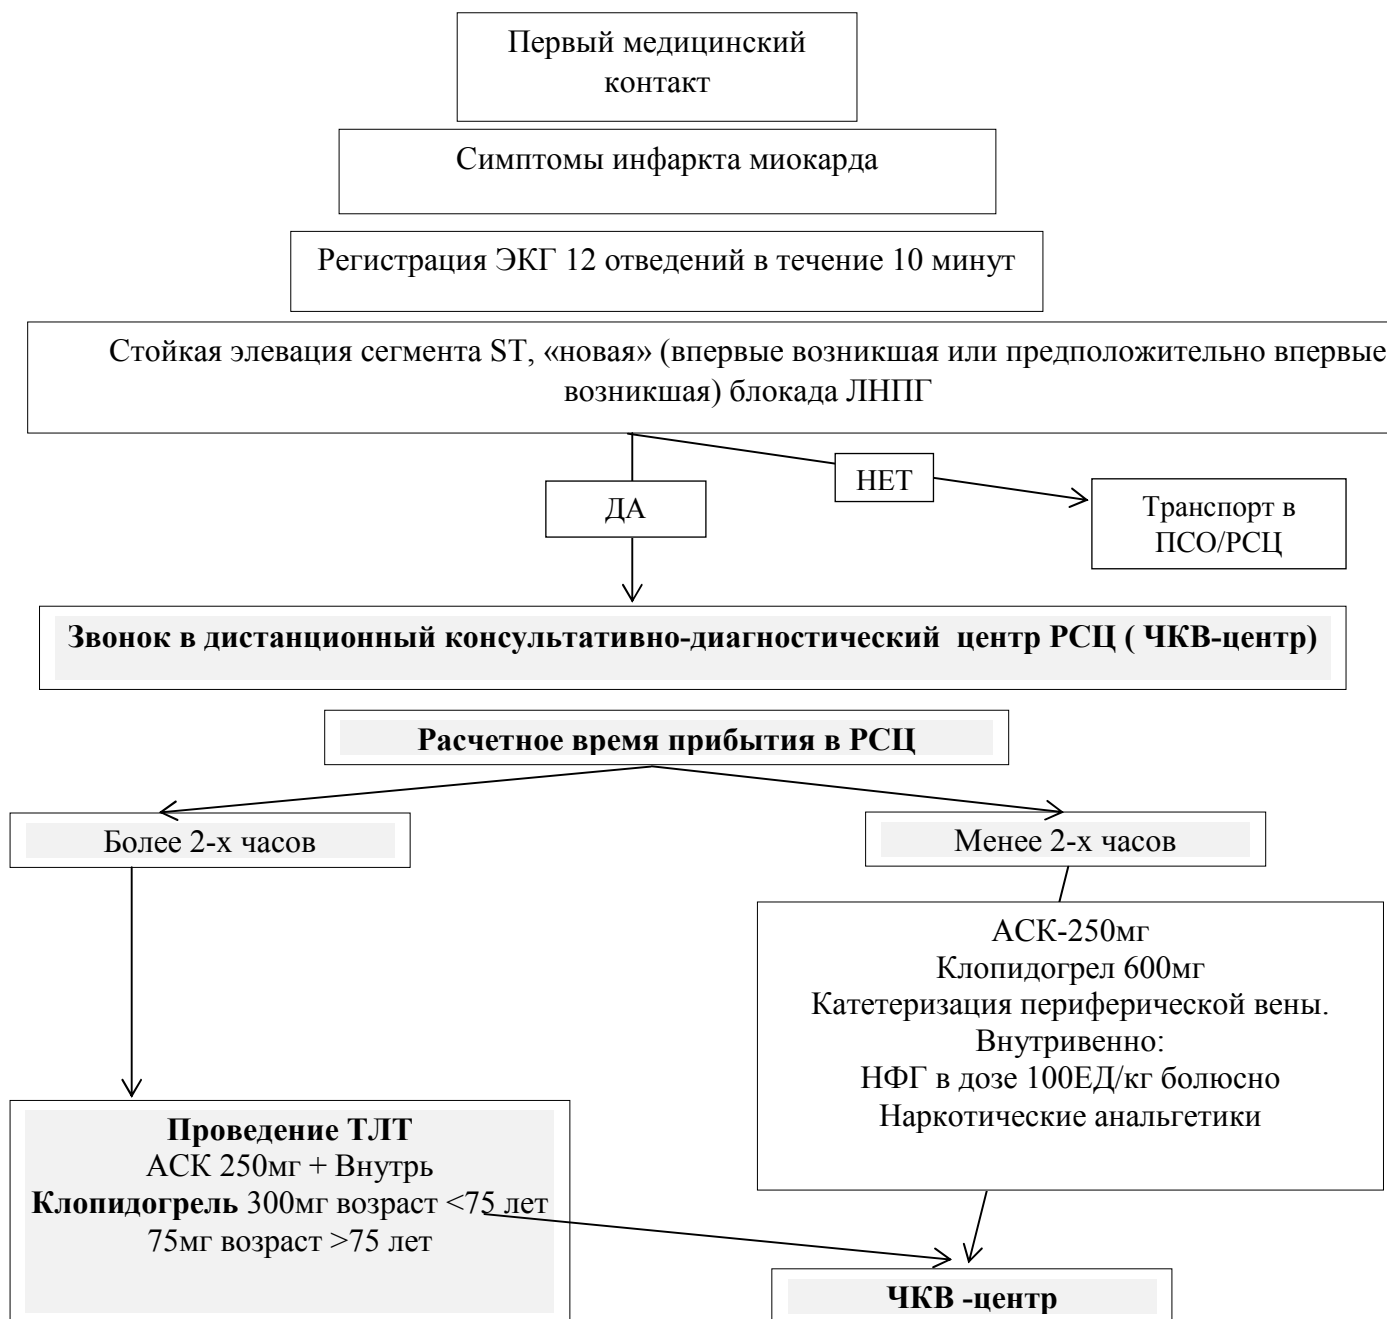 Первый медицинский
контакт
Симптомы инфаркта миокарда
Регистрация ЭКГ 12 отведений в течение 10 минут
Стойкая элевация сегмента ST, «новая» (впервые возникшая или предположительно впервые
возникшая) блокада ЛНПГ
НЕТ
ДА
Транспорт в
ПСО/РСЦ
Звонок в дистанционный консультативно-диагностический центр РСЦ ( ЧКВ-центр)
Расчетное время прибытия в РСЦ
Более 2-х часов
Менее 2-х часов
АСК-250мг
Клопидогрел 600мг
Катетеризация периферической вены.
Внутривенно:
НФГ в дозе 100ЕД/кг болюсно
Наркотические анальгетики
Проведение ТЛТ
АСК 250мг + Внутрь
Клопидогрель 300мг возраст <75 лет
75мг возраст >75 лет
ЧКВ -центр